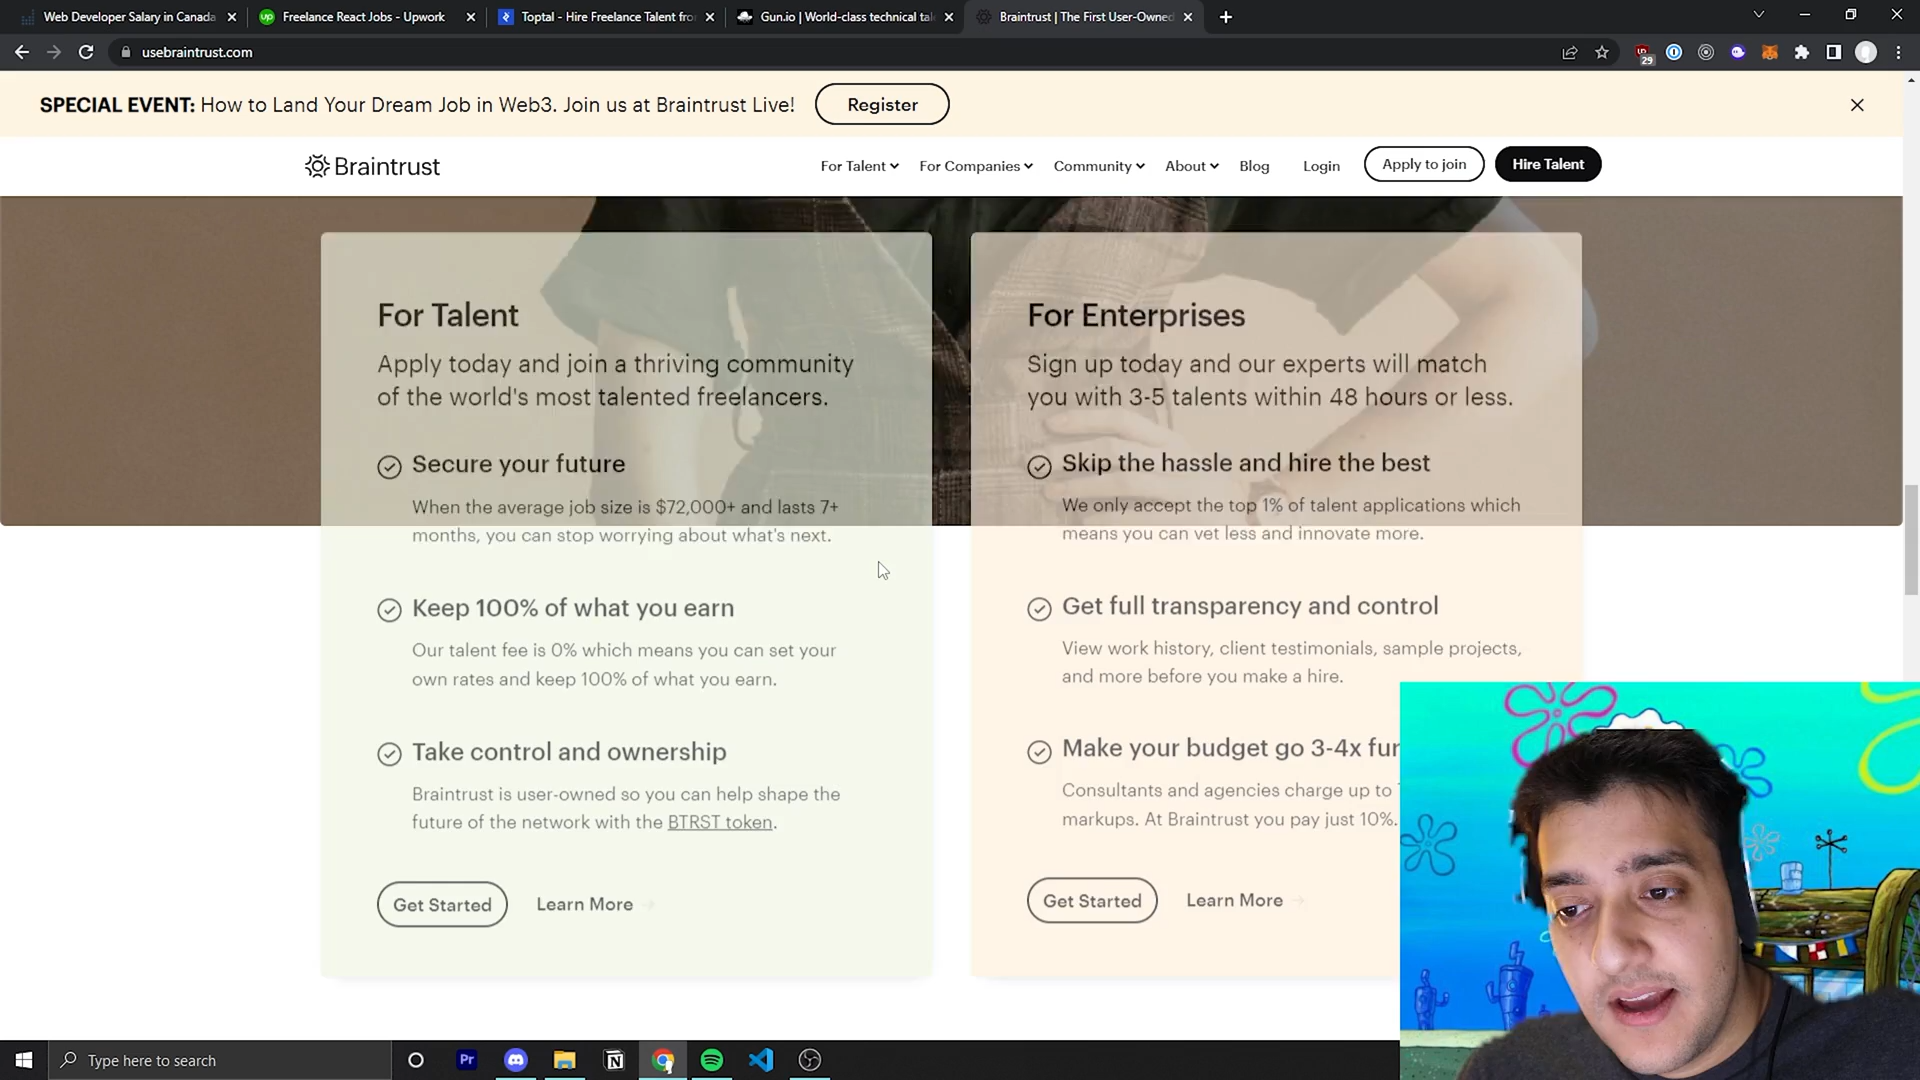 Web Developer Salary in Canada
Freelance React Jobs - Upwork
Toptal - Hire Freelance Talent fro
Gun.io | World-class technical tal
Braintrust | The First User-Owned
usebraintrust.com
29
SPECIAL EVENT: How to Land Your Dream Job in Web3. Join us at Braintrust Live!
Register
Braintrust
For Talent
For Companies
Community
About
Blog
Login
Apply to join
Hire Talent
For Talent
Apply today and join a thriving community
of the world's most talented freelancers.
Secure your future
When the average job size is $72,000+ and lasts 7+
months, you can stop worrying about what's next.
Keep 100% of what you earn
Our talent fee is 0% which means you can set your
own rates and keep 100% of what you earn.
Take control and ownership
Braintrust is user-owned so you can help shape the
future of the network with the BTRST token.
Get Started
Learn More
For Enterprises
Sign up today and our experts will match
you with 3-5 talents within 48 hours or less.
Skip the hassle and hire the best
We only accept the top 1% of talent applications which
means you can vet less and innovate more.
Get full transparency and control
View work history, client testimonials, sample projects,
and more before you make a hire.
Make your budget go 3-4x fur
Consultants and agencies charge up to
markups. At Braintrust you pay just 10%.
Get Started
Learn More
Type here to search
Pr